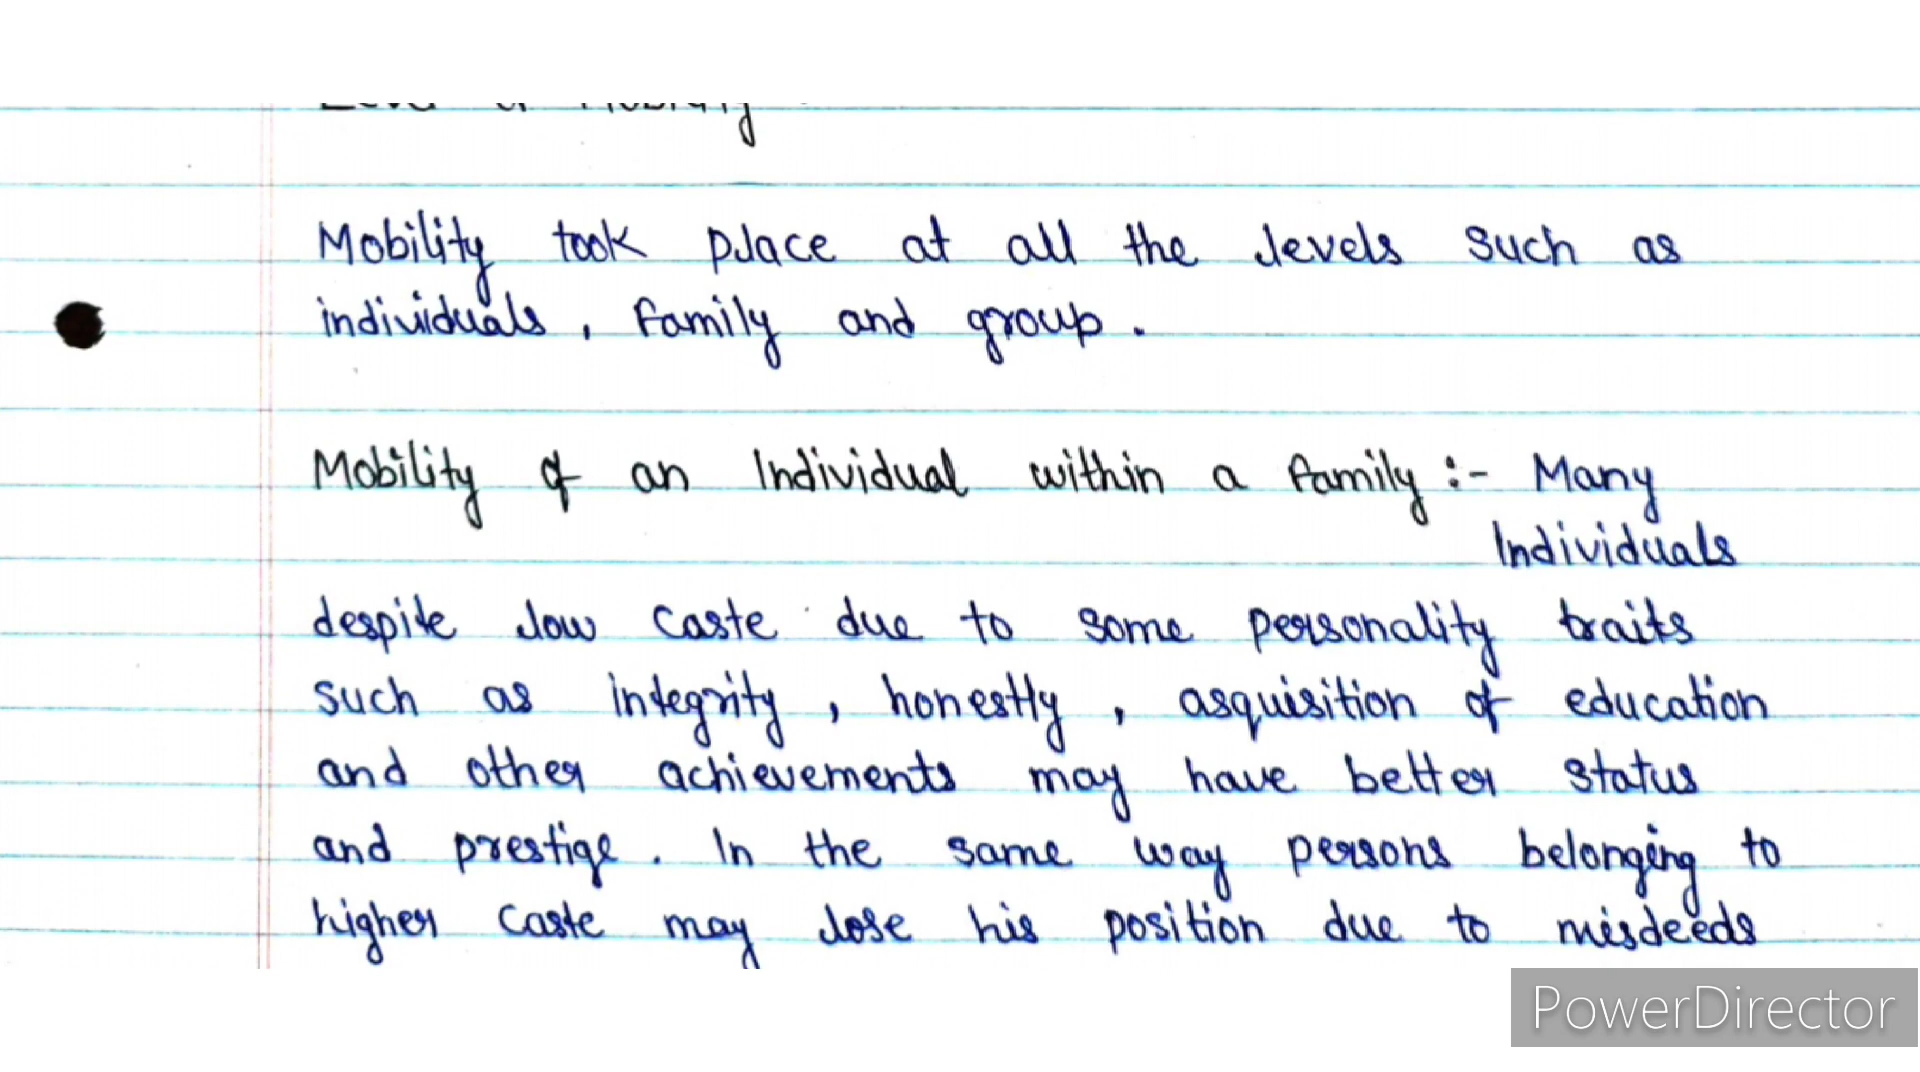 Mobility
Mobility took place at all the levels such as
individuals, family and group.
Mobility of an Individual within a family :- Many
Individuals
despite low caste due to some personality traits
such as integrity, honestly, asquisition of education
and other achievements may have better status
and prestige. In the same way persons belonging to
higher caste may lose his position due to misdeeds
PowerDirector